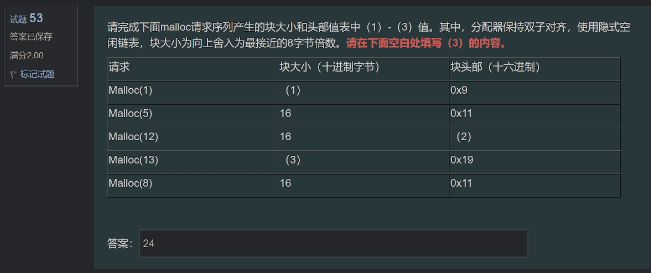 试题 53
答案已保存
满分2.00
标记试题
请完成下面malloc请求序列产生的块大小和头部值表中（1）-（3）值。其中，分配器保持双子对齐，使用隐式空
闲链表，块大小为向上舍入为最接近的8字节倍数。请在下面空白处填写（3）的内容。
请求 块大小（十进制字节） 块头部（十六进制）
Malloc(1) （1） 0x9
Malloc(5) 16 0x11
Malloc(12) 16 （2）
Malloc(13) （3） 0x19
Malloc(8) 16 0x11
答案： 24